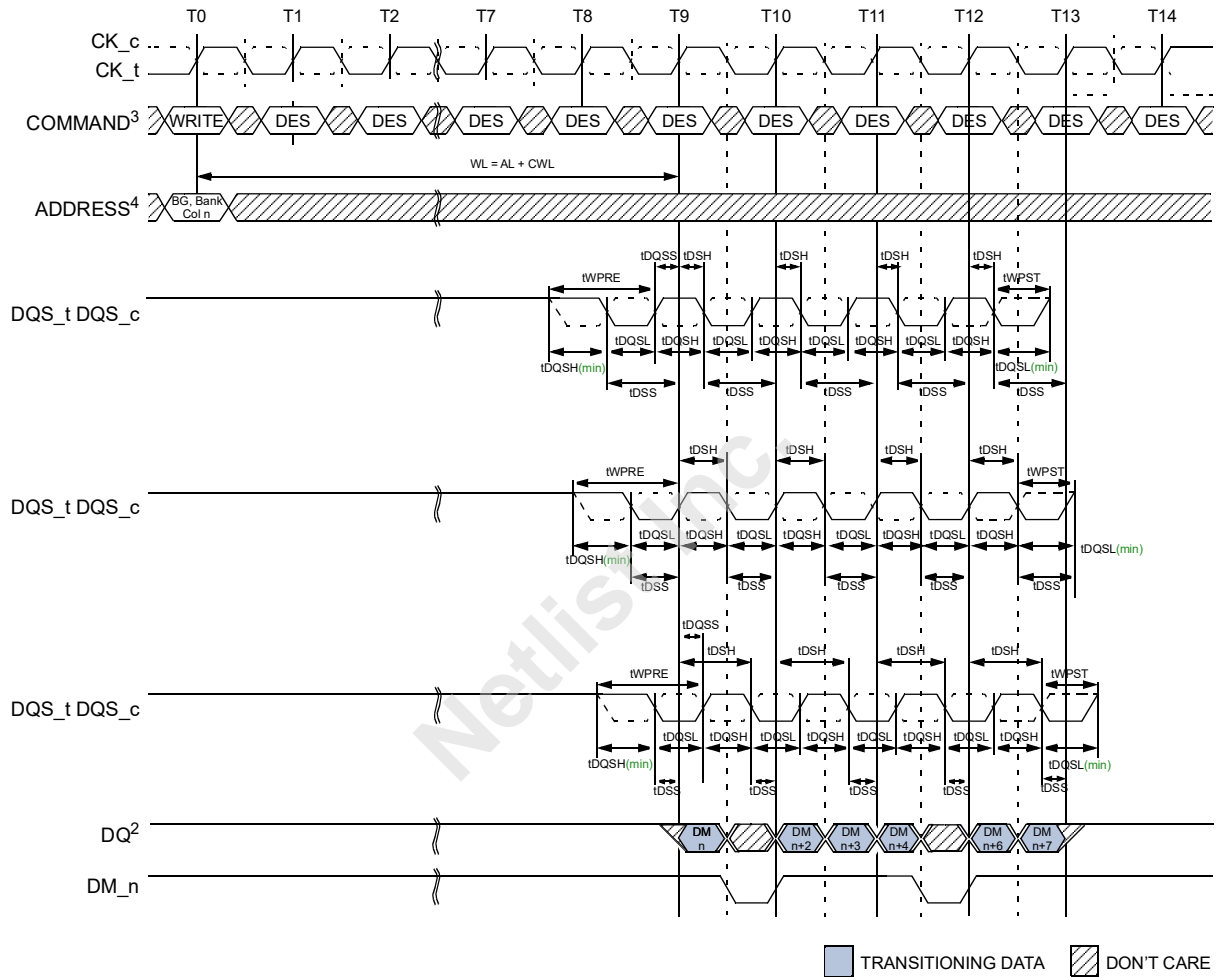 T0 T1 T2 T7 T8 T9 T10 T11 T12 T13 T14
CK_c
CK_t
COMMAND3 WRITE DES DES DES DES DES DES DES DES DES DES
WL = AL + CWL
ADDRESS4 BG, Bank
Col n
tDQSS tDSH tDSH tDSH tDSH
tWPRE tWPST
DQS_t DQS_c
tDQSL tDQSH tDQSL tDQSH tDQSL tDQSH tDQSL tDQSH
tDQSH(min) tDQSL(min)
tDSS tDSS tDSS tDSS tDSS
tDSH tDSH tDSH tDSH
tWPRE tWPST
DQS_t DQS_c
tDQSL tDQSH tDQSL tDQSH tDQSL tDQSH tDQSL tDQSH
tDQSH(min) tDQSL(min)
tDSS tDSS tDSS tDSS tDSS
tDQSS
tDSH tDSH tDSH tDSH
tWPRE tWPST
DQS_t DQS_c
tDQSL tDQSH tDQSL tDQSH tDQSL tDQSH tDQSL tDQSH
tDQSH(min) tDQSL(min)
tDSS tDSS tDSS tDSS tDSS
DQ2 DM DM DM DM DM DM
n n+2 n+3 n+4 n+6 n+7
DM_n
TRANSITIONING DATA DON'T CARE
Netlist Inc.